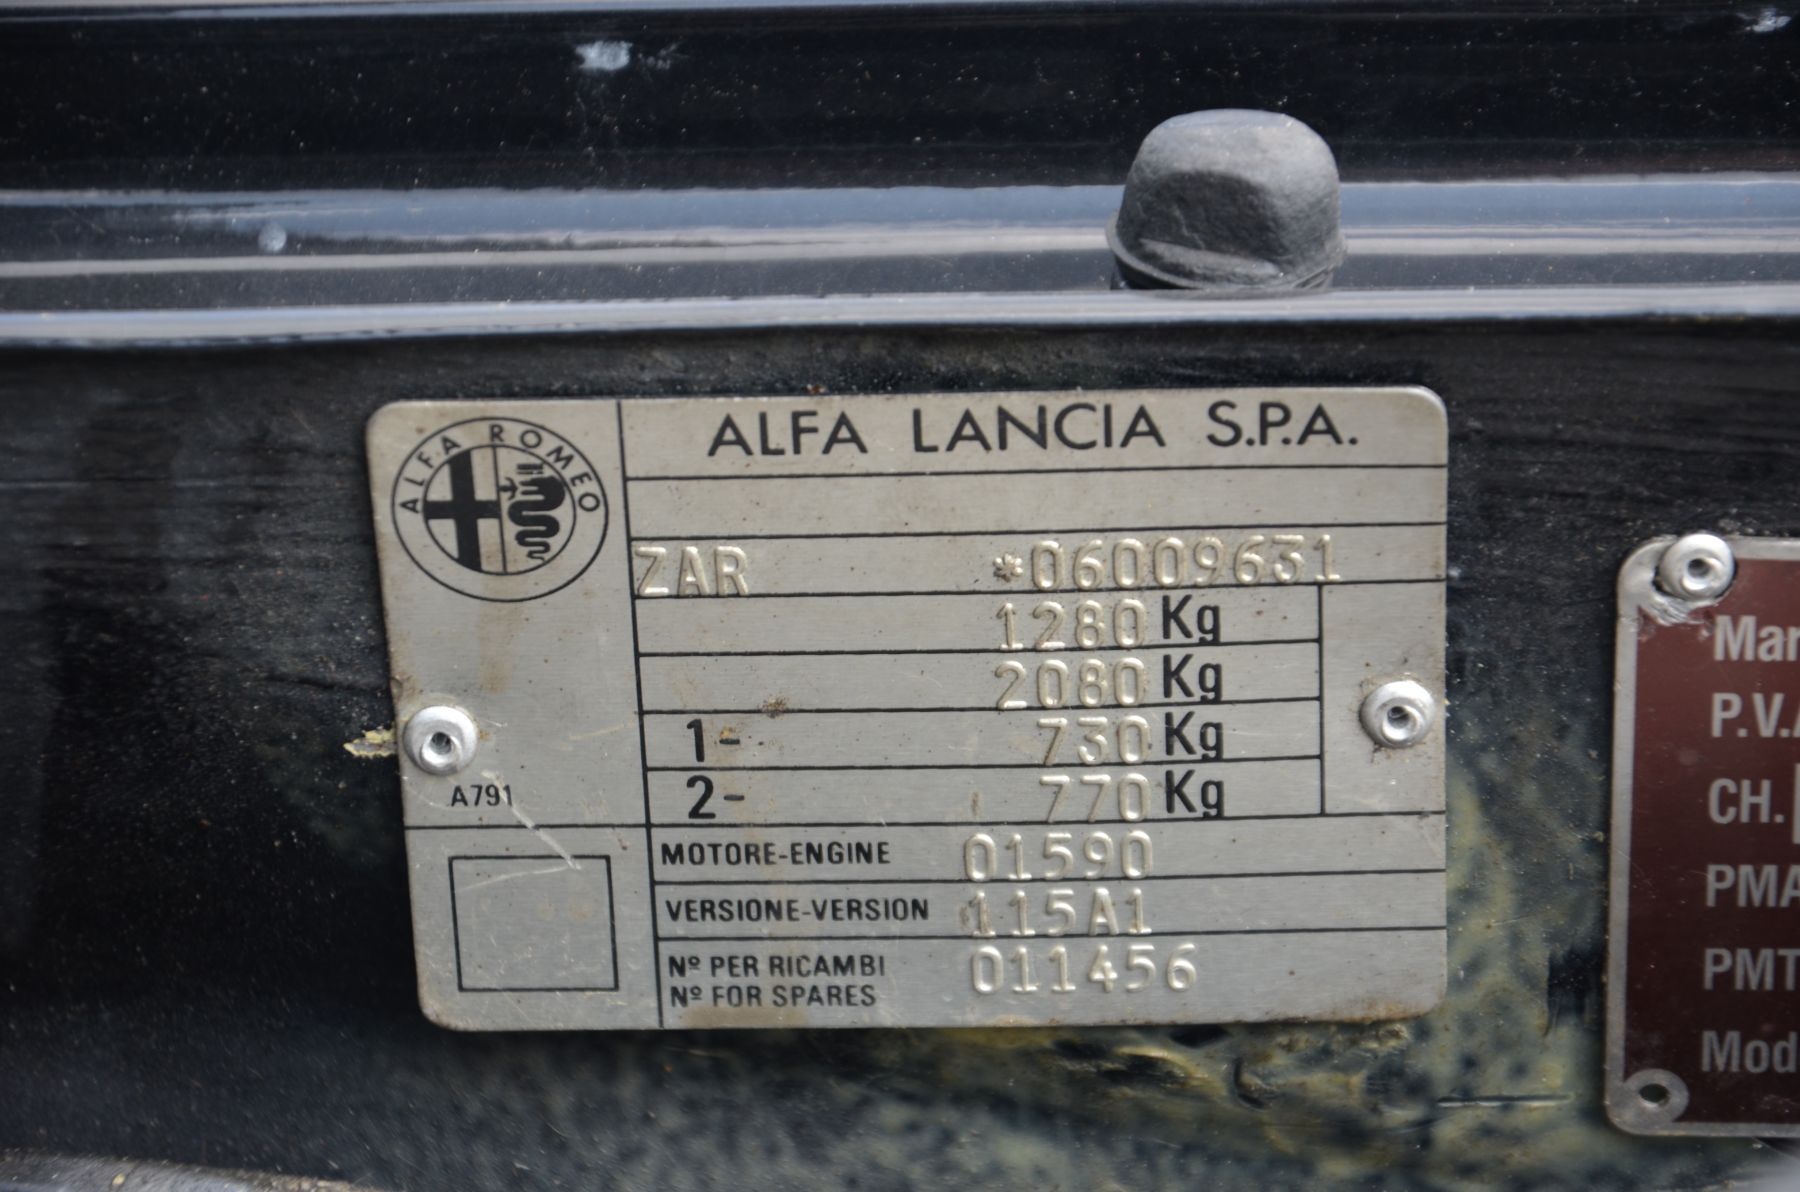 ALFA ROMEO
ALFA LANCIA S.P.A.
ZAR *06009631
1280 Kg
2080 Kg
1- 730 Kg
2- 770 Kg
A791
MOTORE-ENGINE 01590
VERSIONE-VERSION 115A1
Nº PER RICAMBI 011456
Nº FOR SPARES
Mar
P.V.A
CH.
PMA
PMT
Mod